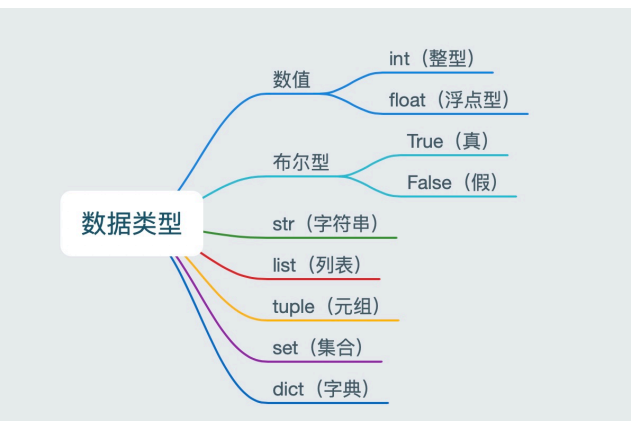 数据类型
数值
int（整型）
float（浮点型）
布尔型
True（真）
False（假）
str（字符串）
list（列表）
tuple（元组）
set（集合）
dict（字典）